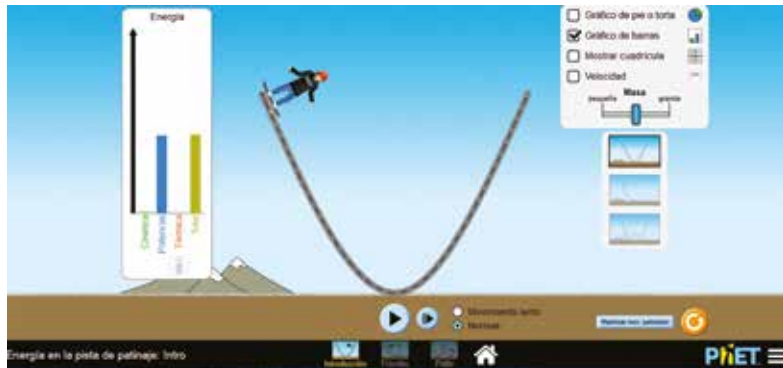 Energía
Cinética
Potencial
Térmica
Total
Gráfico de pie o torta
Gráfico de barras
Mostrar cuadrícula
Velocidad
Masa
pequeña
grande
Movimiento lento
Normal
Energía en la pista de patinaje: Intro
Introducción
PhET